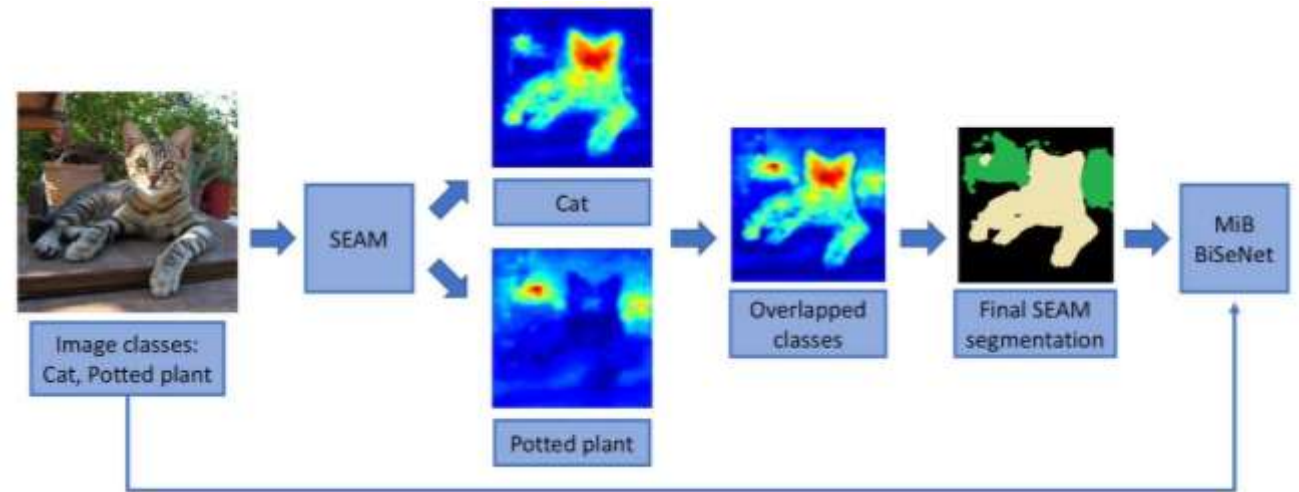 Image classes:
Cat, Potted plant
SEAM
Cat
Potted plant
Overlapped
classes
Final SEAM
segmentation
MiB
BiSeNet